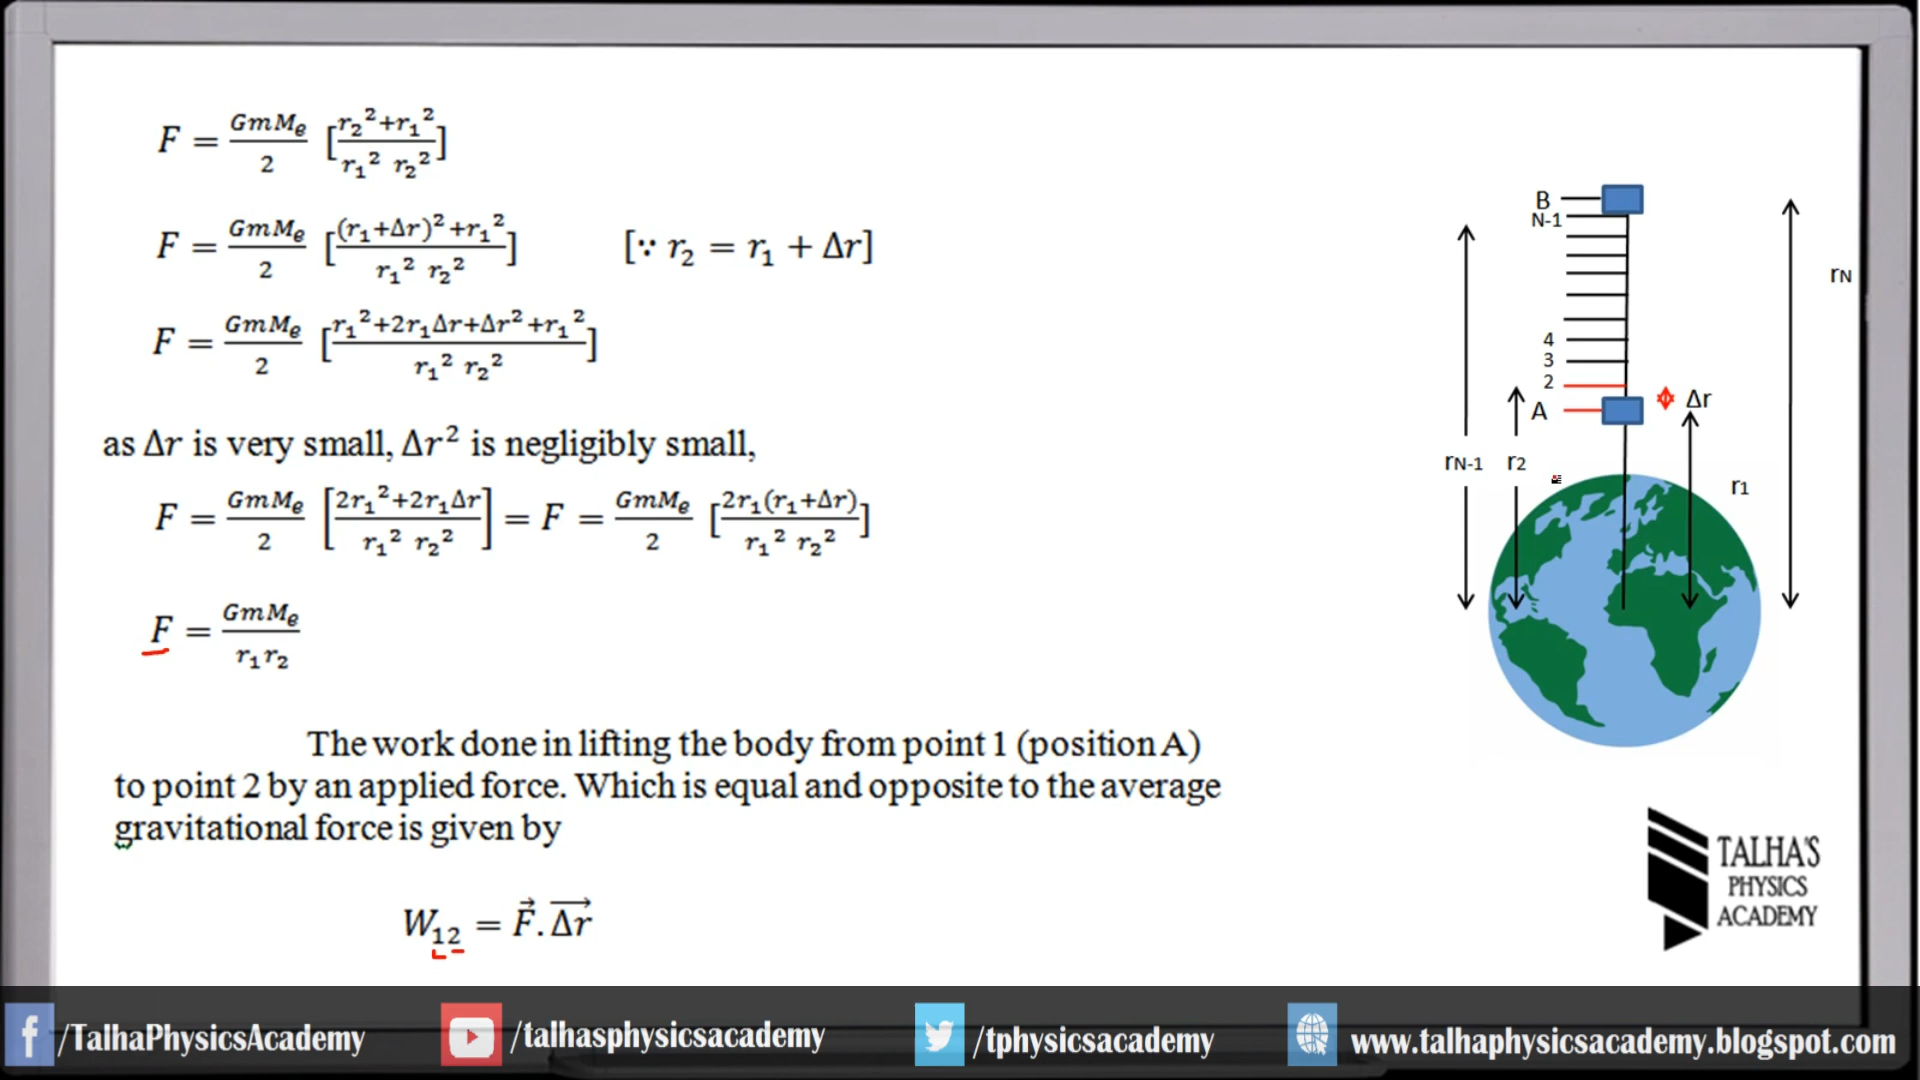 F = GmMₑ/2 [r₂²+r₁² / r₁² r₂²]
F = GmMₑ/2 [(r₁+Δr)²+r₁² / r₁² r₂²] [∵ r₂ = r₁ + Δr]
F = GmMₑ/2 [r₁²+2r₁Δr+Δr²+r₁² / r₁² r₂²]
as Δr is very small, Δr² is negligibly small,
F = GmMₑ/2 [2r₁²+2r₁Δr / r₁² r₂²] = F = GmMₑ/2 [2r₁(r₁+Δr) / r₁² r₂²]
F = GmMₑ / r₁r₂
The work done in lifting the body from point 1 (position A)
to point 2 by an applied force. Which is equal and opposite to the average
gravitational force is given by
W₁₂ = F⃗. Δr⃗
B
N-1
4
3
2
A
Δr
rN
rN-1
r2
r1
TALHA'S
PHYSICS
ACADEMY
/TalhaPhysicsAcademy
/talhasphysicsacademy
/tphysicsacademy
www.talhaphysicsacademy.blogspot.com